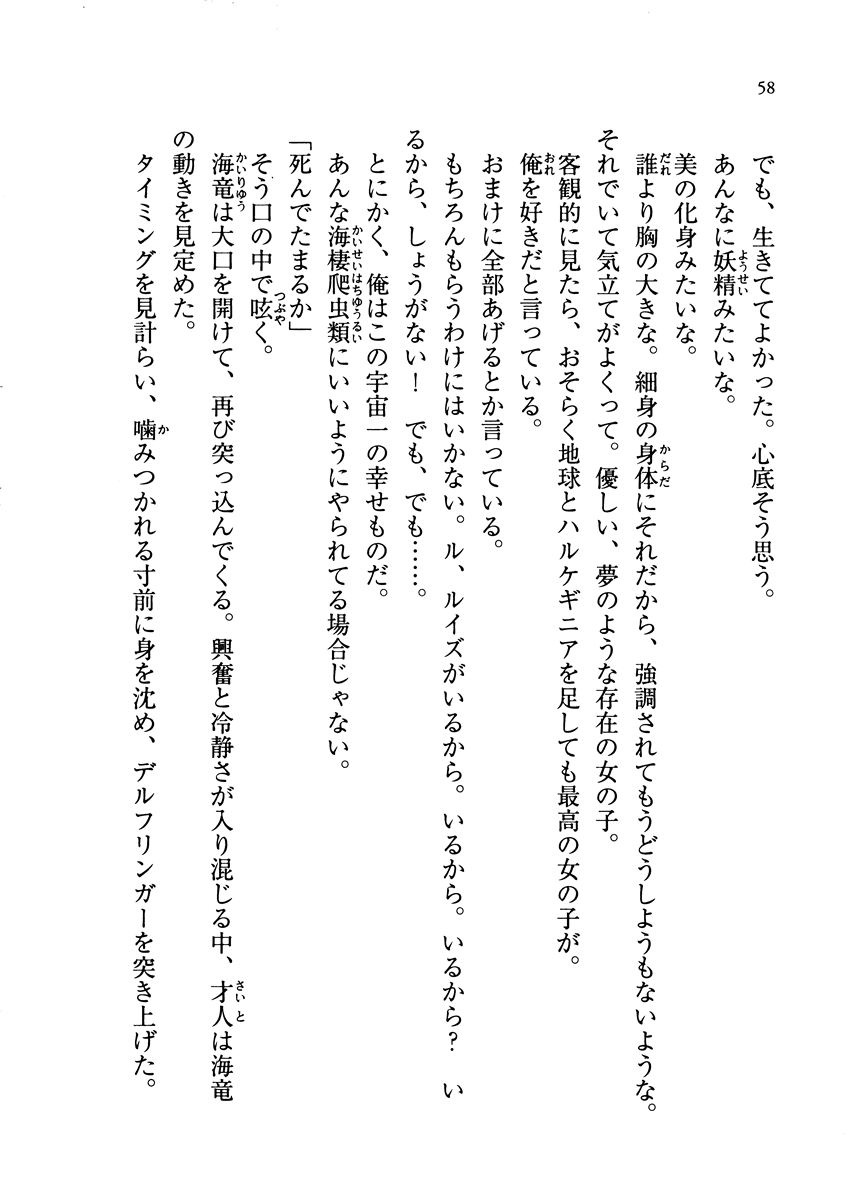 58
でも、生きててよかった。心底そう思う。
あんなに妖精みたいな。
美の化身みたいな。
誰より胸の大きな。細身の身体にそれだから、強調されてもうどうしようもないような。
それでいて気立てがよくって。優しい、夢のような存在の女の子。
客観的に見たら、おそらく地球とハルケギニアを足しても最高の女の子が。
俺を好きだと言っている。
おまけに全部あげるとか言っている。
もちろんもらうわけにはいかない。ル、ルイズがいるから。いるから。いるから？　い
るから、しょうがない！　でも、でも……。
とにかく、俺はこの宇宙一の幸せものだ。
あんな海棲爬虫類にいいようにやられてる場合じゃない。
「死んでたまるか」
そう口の中で呟く。
海竜は大口を開けて、再び突っ込んでくる。興奮と冷静さが入り混じる中、才人は海竜
の動きを見定めた。
タイミングを見計らい、噛みつかれる寸前に身を沈め、デルフリンガーを突き上げた。